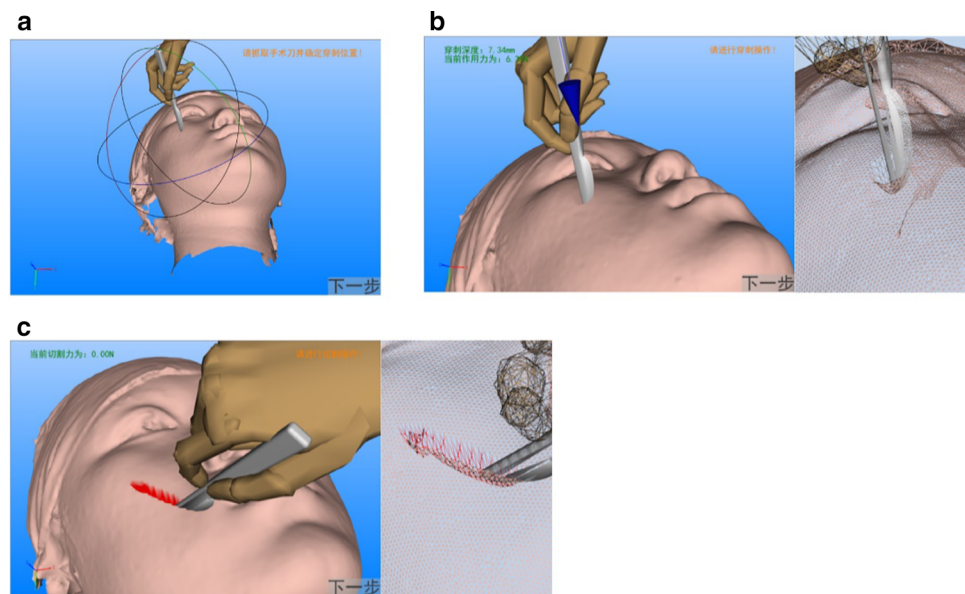 a
请抓取手术刀并确定穿刺位置！
下一步
b
穿刺深度：7.34mm
当前作用力为：6.
请进行穿刺操作！
下一步
c
当前切割力为：0.00N
下一步